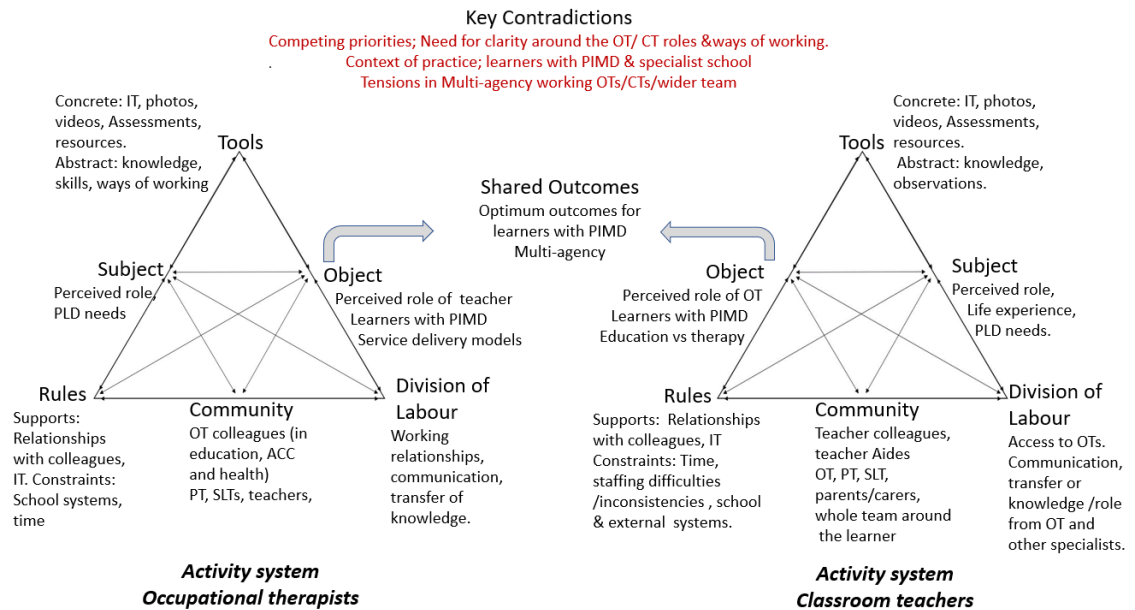 Key Contradictions
Competing priorities; Need for clarity around the OT/ CT roles &ways of working.
.
Context of practice; learners with PIMD & specialist school
Tensions in Multi-agency working OTs/CTs/wider team
Concrete: IT, photos,
videos, Assessments,
resources.
Abstract: knowledge,
skills, ways of working
Tools
Subject
Perceived role,
PLD needs
Object
Perceived role of teacher
Learners with PIMD
Service delivery models
Rules
Supports:
Relationships
with colleagues,
IT. Constraints:
School systems,
time
Community
OT colleagues (in
education, ACC
and health)
PT, SLTs, teachers,
Division of
Labour
Working
relationships,
communication,
transfer of
knowledge.
Activity system
Occupational therapists
Shared Outcomes
Optimum outcomes for
learners with PIMD
Multi-agency
Concrete: IT, photos,
videos, Assessments,
resources.
Abstract: knowledge,
observations.
Tools
Object
Perceived role of OT
Learners with PIMD
Education vs therapy
Subject
Perceived role,
Life experience,
PLD needs.
Rules
Supports: Relationships
with colleagues, IT
Constraints: Time,
staffing difficulties
/inconsistencies , school
& external systems.
Community
Teacher colleagues,
teacher Aides
OT, PT, SLT,
parents/carers,
whole team around
the learner
Division of
Labour
Access to OTs.
Communication,
transfer or
knowledge /role
from OT and
other specialists.
Activity system
Classroom teachers